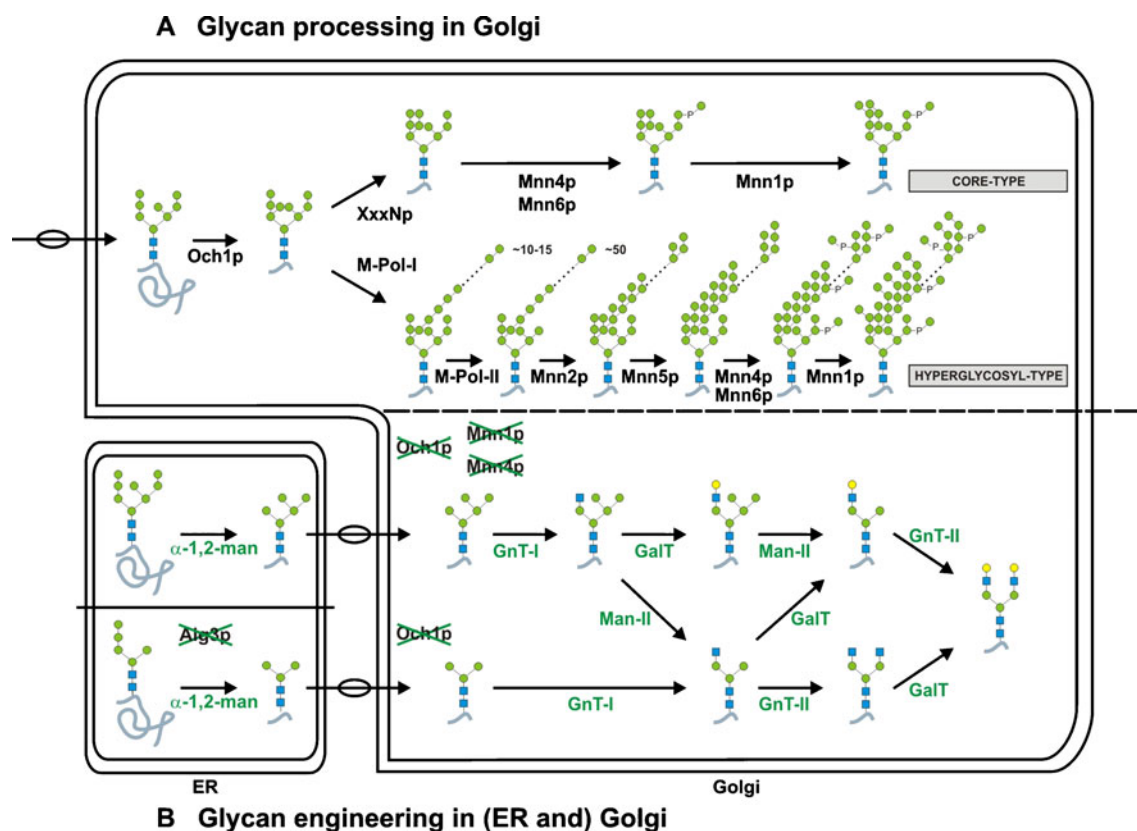 A Glycan processing in Golgi
P
P
Mnn4p
Mnn6p
Mnn1p
CORE-TYPE
XxxNp
Och1p
M-Pol-I
~10-15
~50
P
P
P
P
P
P
P
P
M-Pol-II
Mnn2p
Mnn5p
Mnn4p
Mnn6p
Mnn1p
HYPERGLYCOSYL-TYPE
Och1p
Mnn1p
Mnn4p
α-1,2-man
GnT-I
GalT
Man-II
GnT-II
Man-II
GalT
Alg3p
Och1p
α-1,2-man
GnT-I
GnT-II
GalT
ER
Golgi
B Glycan engineering in (ER and) Golgi